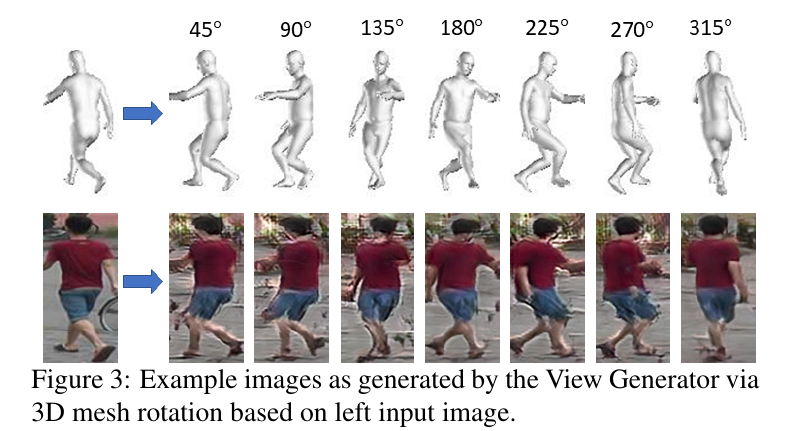 45° 90° 135° 180° 225° 270° 315°
Figure 3: Example images as generated by the View Generator via
3D mesh rotation based on left input image.